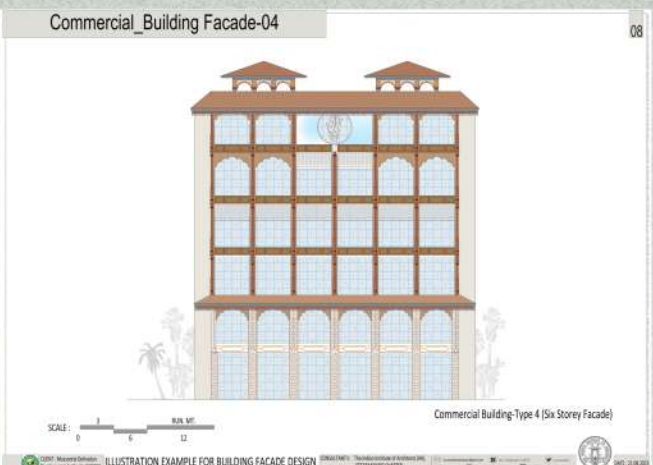 Commercial_Building Facade-04
08
Commercial Building-Type 4 (Six Storey Facade)
SCALE :
3
RUN. MT.
0
6
12
ILLUSTRATION EXAMPLE FOR BUILDING FACADE DESIGN